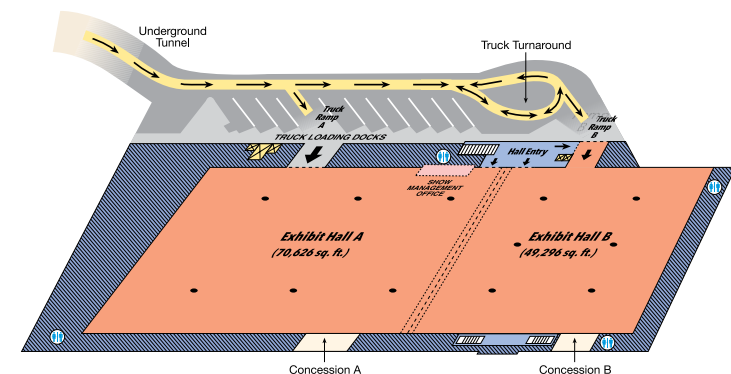 Underground
Tunnel
Truck Turnaround
Truck
Ramp
A
Truck
Ramp
B
TRUCK LOADING DOCKS
Hall Entry
SHOW
MANAGEMENT
OFFICE
Exhibit Hall A
(70,626 sq. ft.)
Exhibit Hall B
(49,296 sq. ft.)
Concession A
Concession B